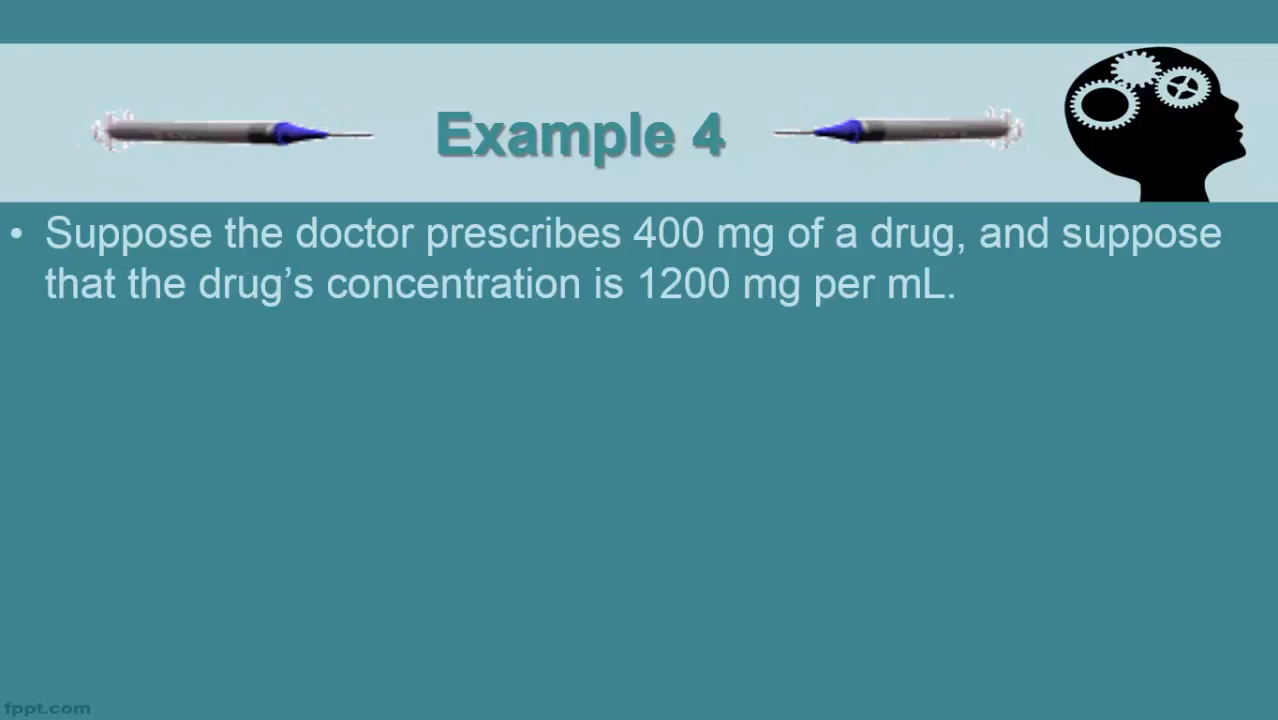 Example 4
• Suppose the doctor prescribes 400 mg of a drug, and suppose
that the drug’s concentration is 1200 mg per mL.
fppt.com